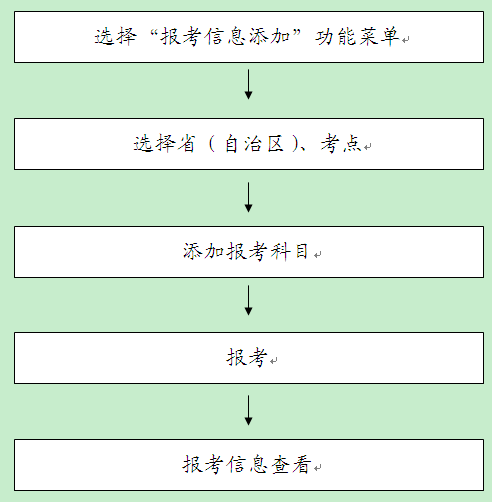 选择“报考信息添加”功能菜单
选择省（自治区）、考点
添加报考科目
报考
报考信息查看